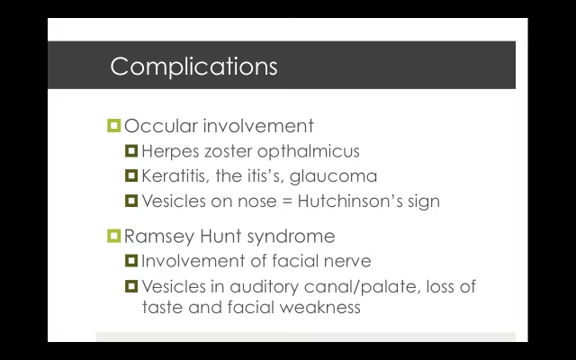 Complications
Occular involvement
Herpes zoster opthalmicus
Keratitis, the itis's, glaucoma
Vesicles on nose = Hutchinson's sign
Ramsey Hunt syndrome
Involvement of facial nerve
Vesicles in auditory canal/palate, loss of
taste and facial weakness